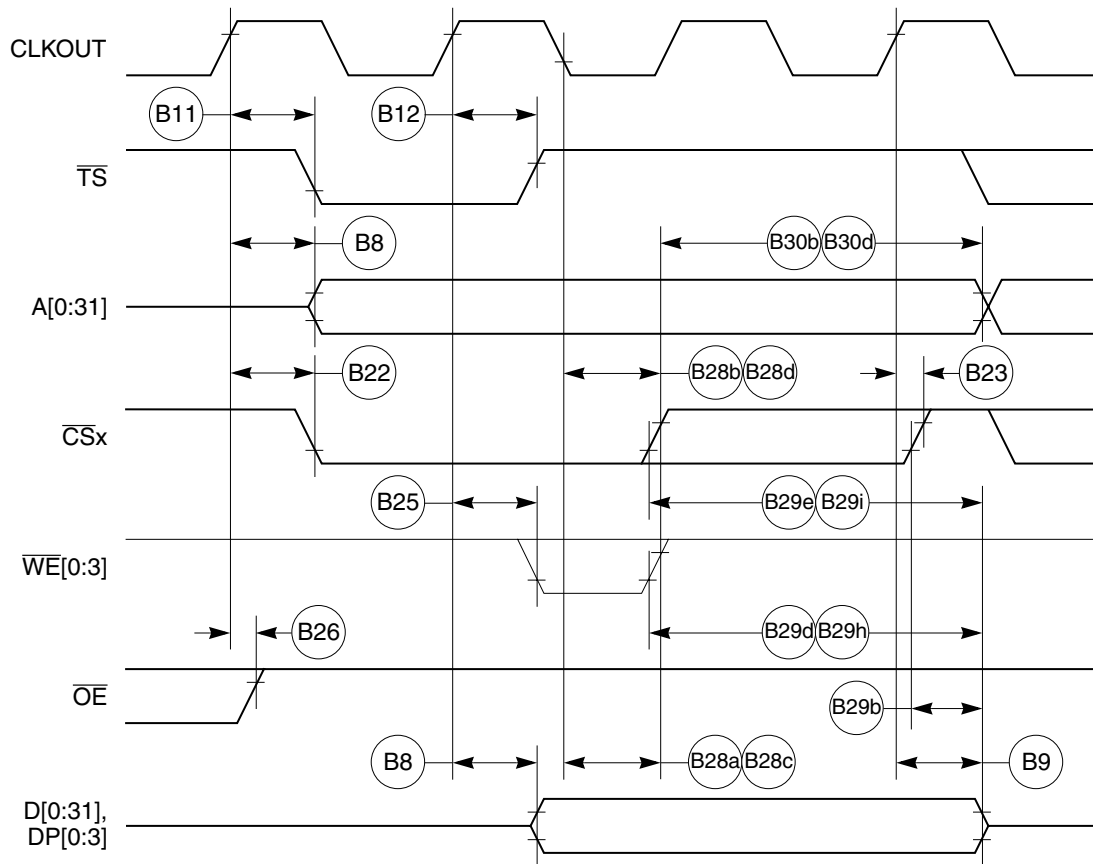 CLKOUT
B11
B12
TS
B8
B30b B30d
A[0:31]
B22
B28b B28d
B23
CSx
B25
B29e B29i
WE[0:3]
B26
B29d B29h
OE
B29b
B8
B28a B28c
B9
D[0:31],
DP[0:3]